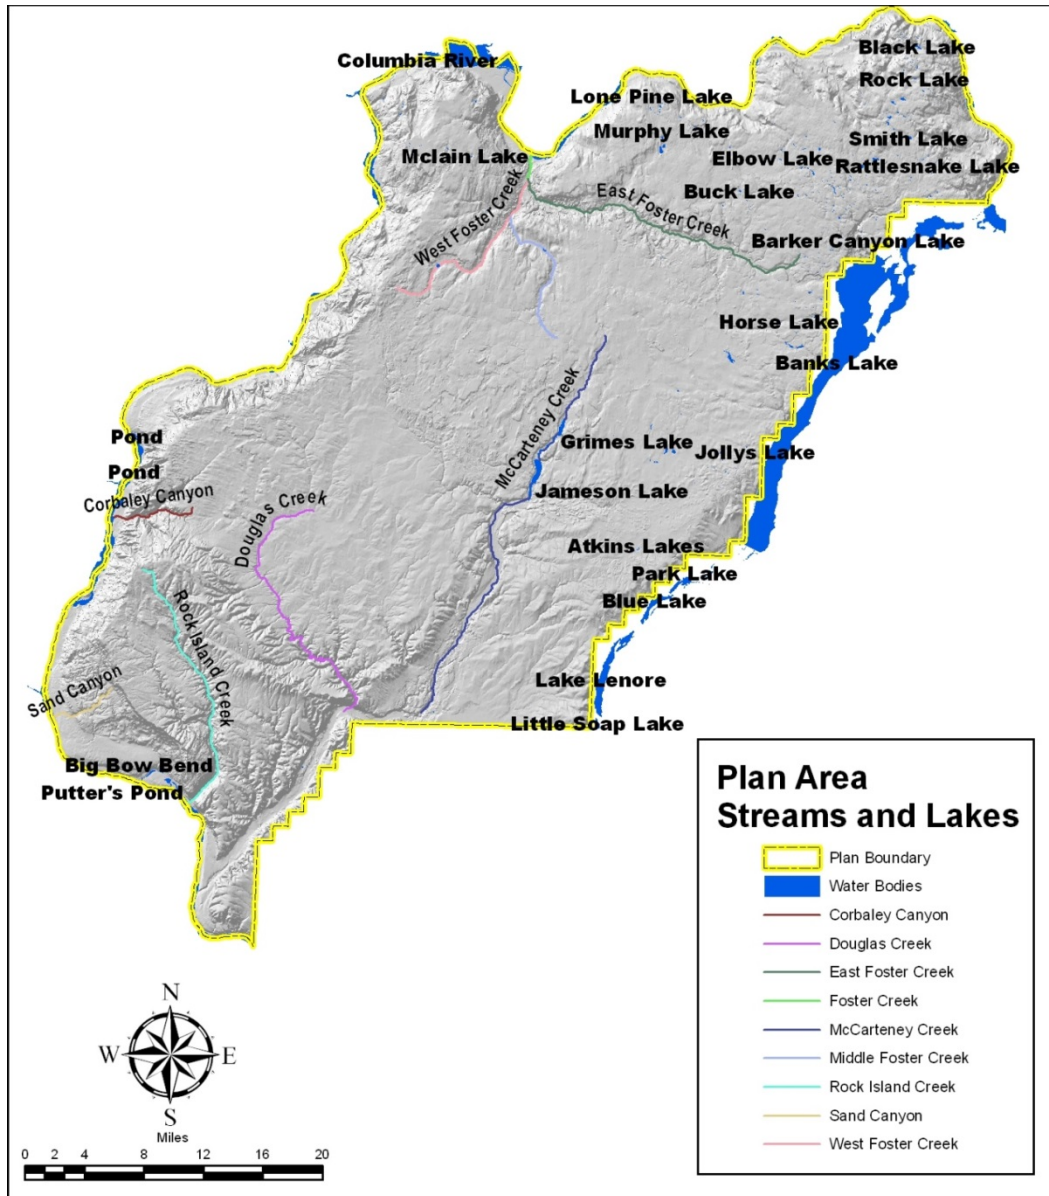 Columbia River
Black Lake
Rock Lake
Lone Pine Lake
Murphy Lake
Smith Lake
Mclain Lake
Elbow Lake
Rattlesnake Lake
Buck Lake
East Foster Creek
West Foster Creek
Barker Canyon Lake
Horse Lake
Banks Lake
McCarteney Creek
Pond
Grimes Lake
Jollys Lake
Pond
Corbaley Canyon
Jameson Lake
Douglas Creek
Atkins Lakes
Park Lake
Blue Lake
Rock Island Creek
Sand Canyon
Lake Lenore
Little Soap Lake
Big Bow Bend
Putter's Pond
Plan Area
Streams and Lakes
Plan Boundary
Water Bodies
Corbaley Canyon
Douglas Creek
East Foster Creek
Foster Creek
McCarteney Creek
Middle Foster Creek
Rock Island Creek
Sand Canyon
West Foster Creek
N
W E
S
Miles
0 2 4 8 12 16 20